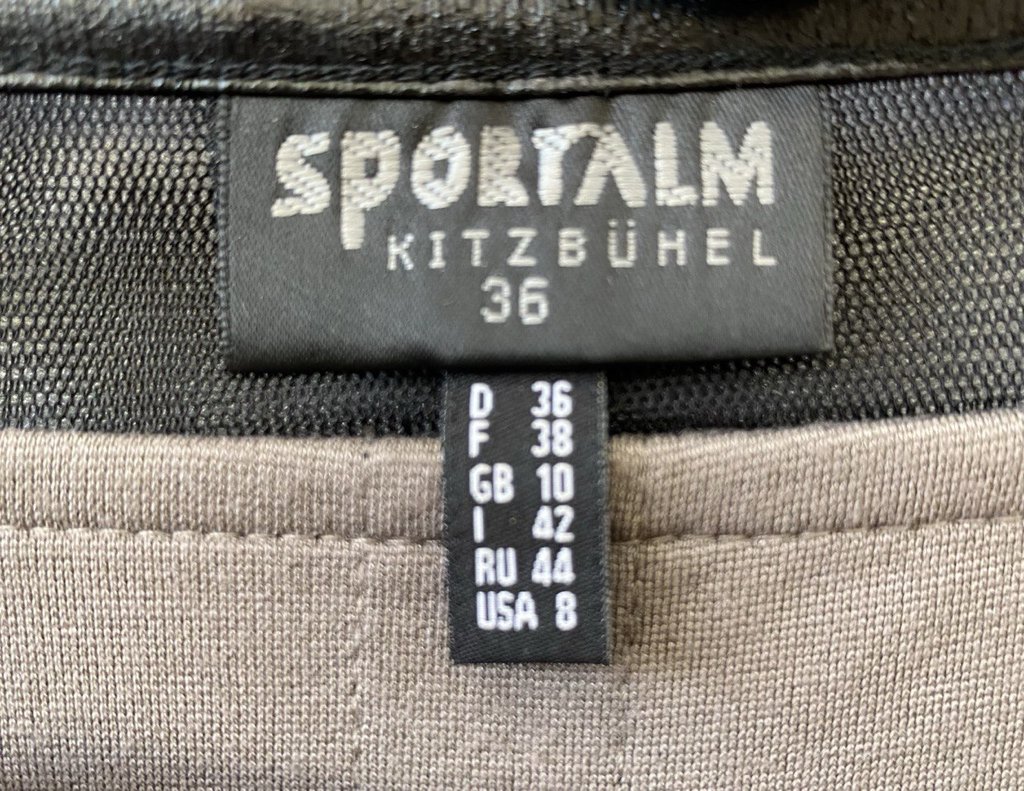 SPORTALM
KITZBÜHEL
36
D 36
F 38
GB 10
I 42
RU 44
USA 8